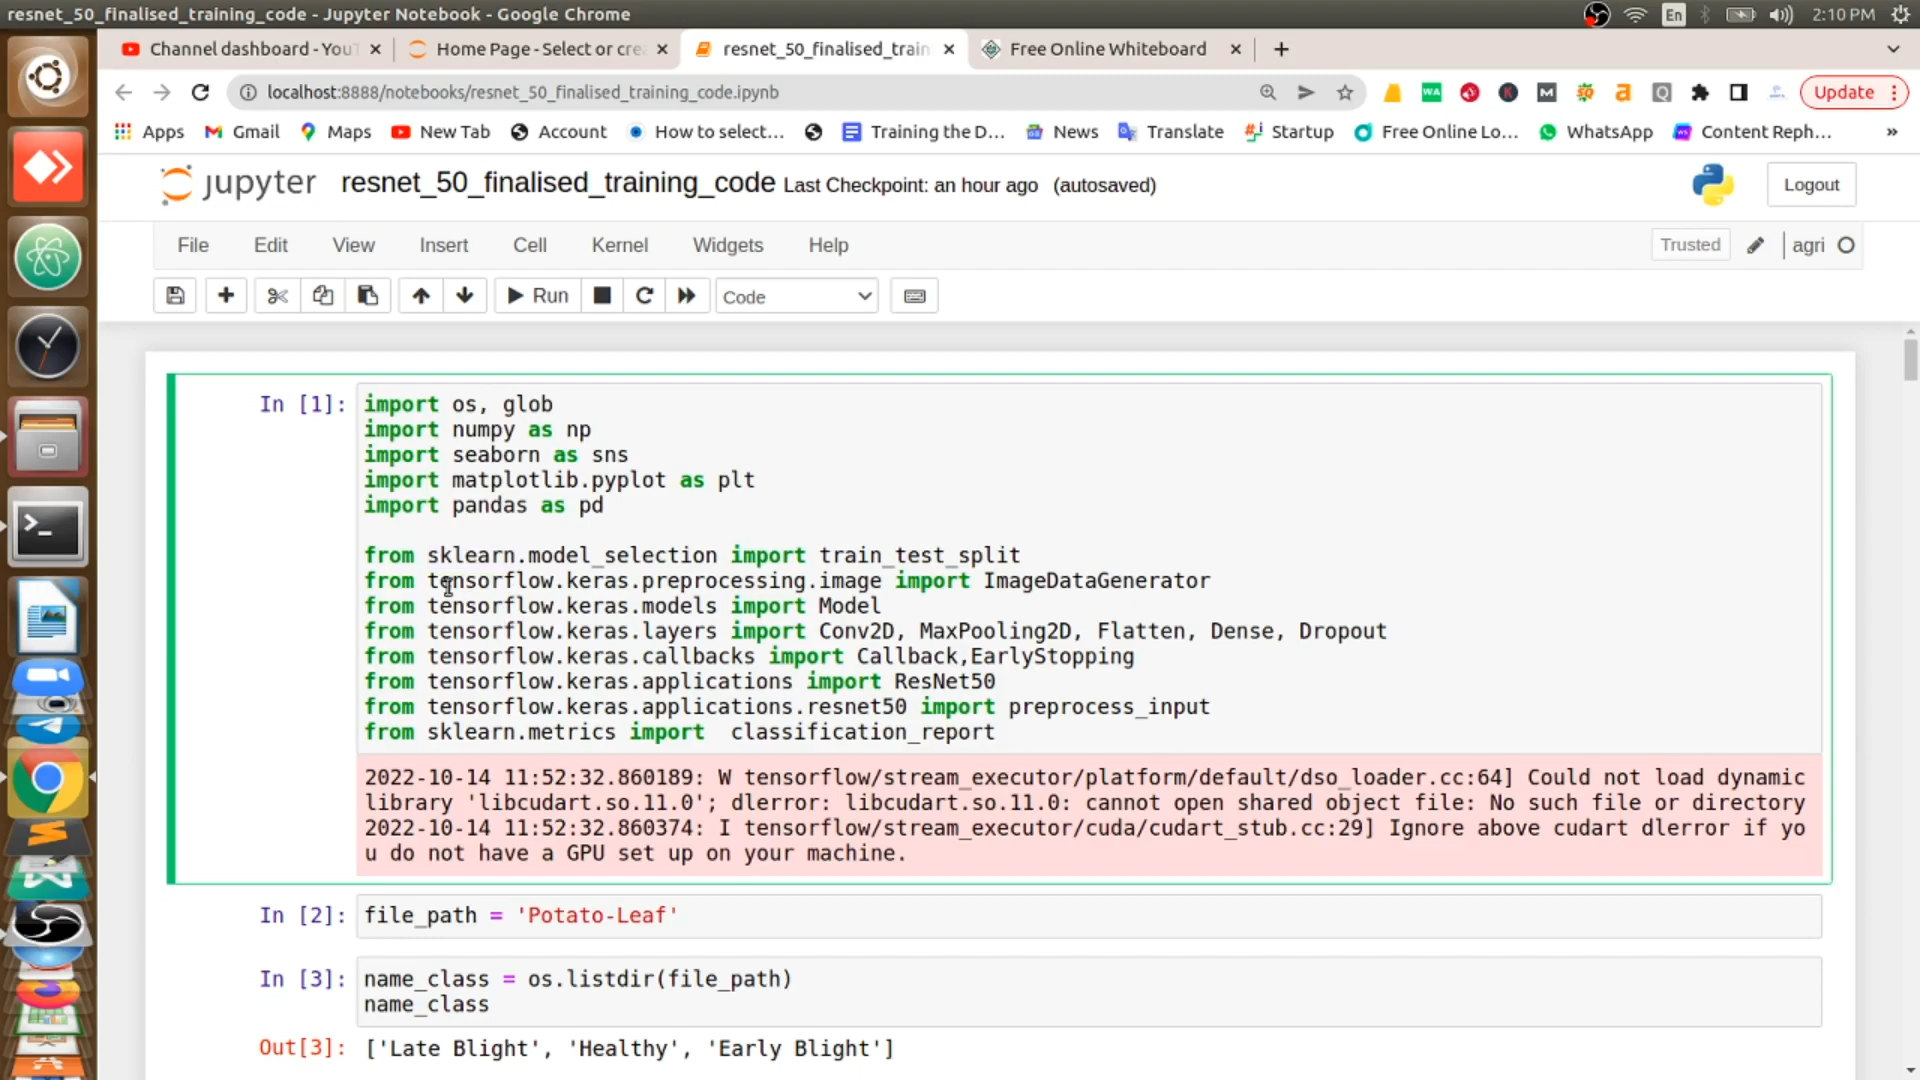 resnet_50_finalised_training_code - Jupyter Notebook - Google Chrome
En
2:10 PM
Channel dashboard - You
Home Page - Select or cre
resnet_50_finalised_train
Free Online Whiteboard
localhost:8888/notebooks/resnet_50_finalised_training_code.ipynb
WA
K
M
a
Q
Update
Apps
Gmail
Maps
New Tab
Account
How to select...
Training the D...
News
Translate
Startup
Free Online Lo...
WhatsApp
Content Reph...
»
jupyter
resnet_50_finalised_training_code
Last Checkpoint: an hour ago (autosaved)
Logout
File Edit View Insert Cell Kernel Widgets Help
Trusted
agri
Run
Code
In [1]:
import os, glob
import numpy as np
import seaborn as sns
import matplotlib.pyplot as plt
import pandas as pd
from sklearn.model_selection import train_test_split
from tensorflow.keras.preprocessing.image import ImageDataGenerator
from tensorflow.keras.models import Model
from tensorflow.keras.layers import Conv2D, MaxPooling2D, Flatten, Dense, Dropout
from tensorflow.keras.callbacks import Callback,EarlyStopping
from tensorflow.keras.applications import ResNet50
from tensorflow.keras.applications.resnet50 import preprocess_input
from sklearn.metrics import  classification_report
2022-10-14 11:52:32.860189: W tensorflow/stream_executor/platform/default/dso_loader.cc:64] Could not load dynamic
library 'libcudart.so.11.0'; dlerror: libcudart.so.11.0: cannot open shared object file: No such file or directory
2022-10-14 11:52:32.860374: I tensorflow/stream_executor/cuda/cudart_stub.cc:29] Ignore above cudart dlerror if yo
u do not have a GPU set up on your machine.
In [2]:
file_path = 'Potato-Leaf'
In [3]:
name_class = os.listdir(file_path)
name_class
Out[3]:
['Late Blight', 'Healthy', 'Early Blight']